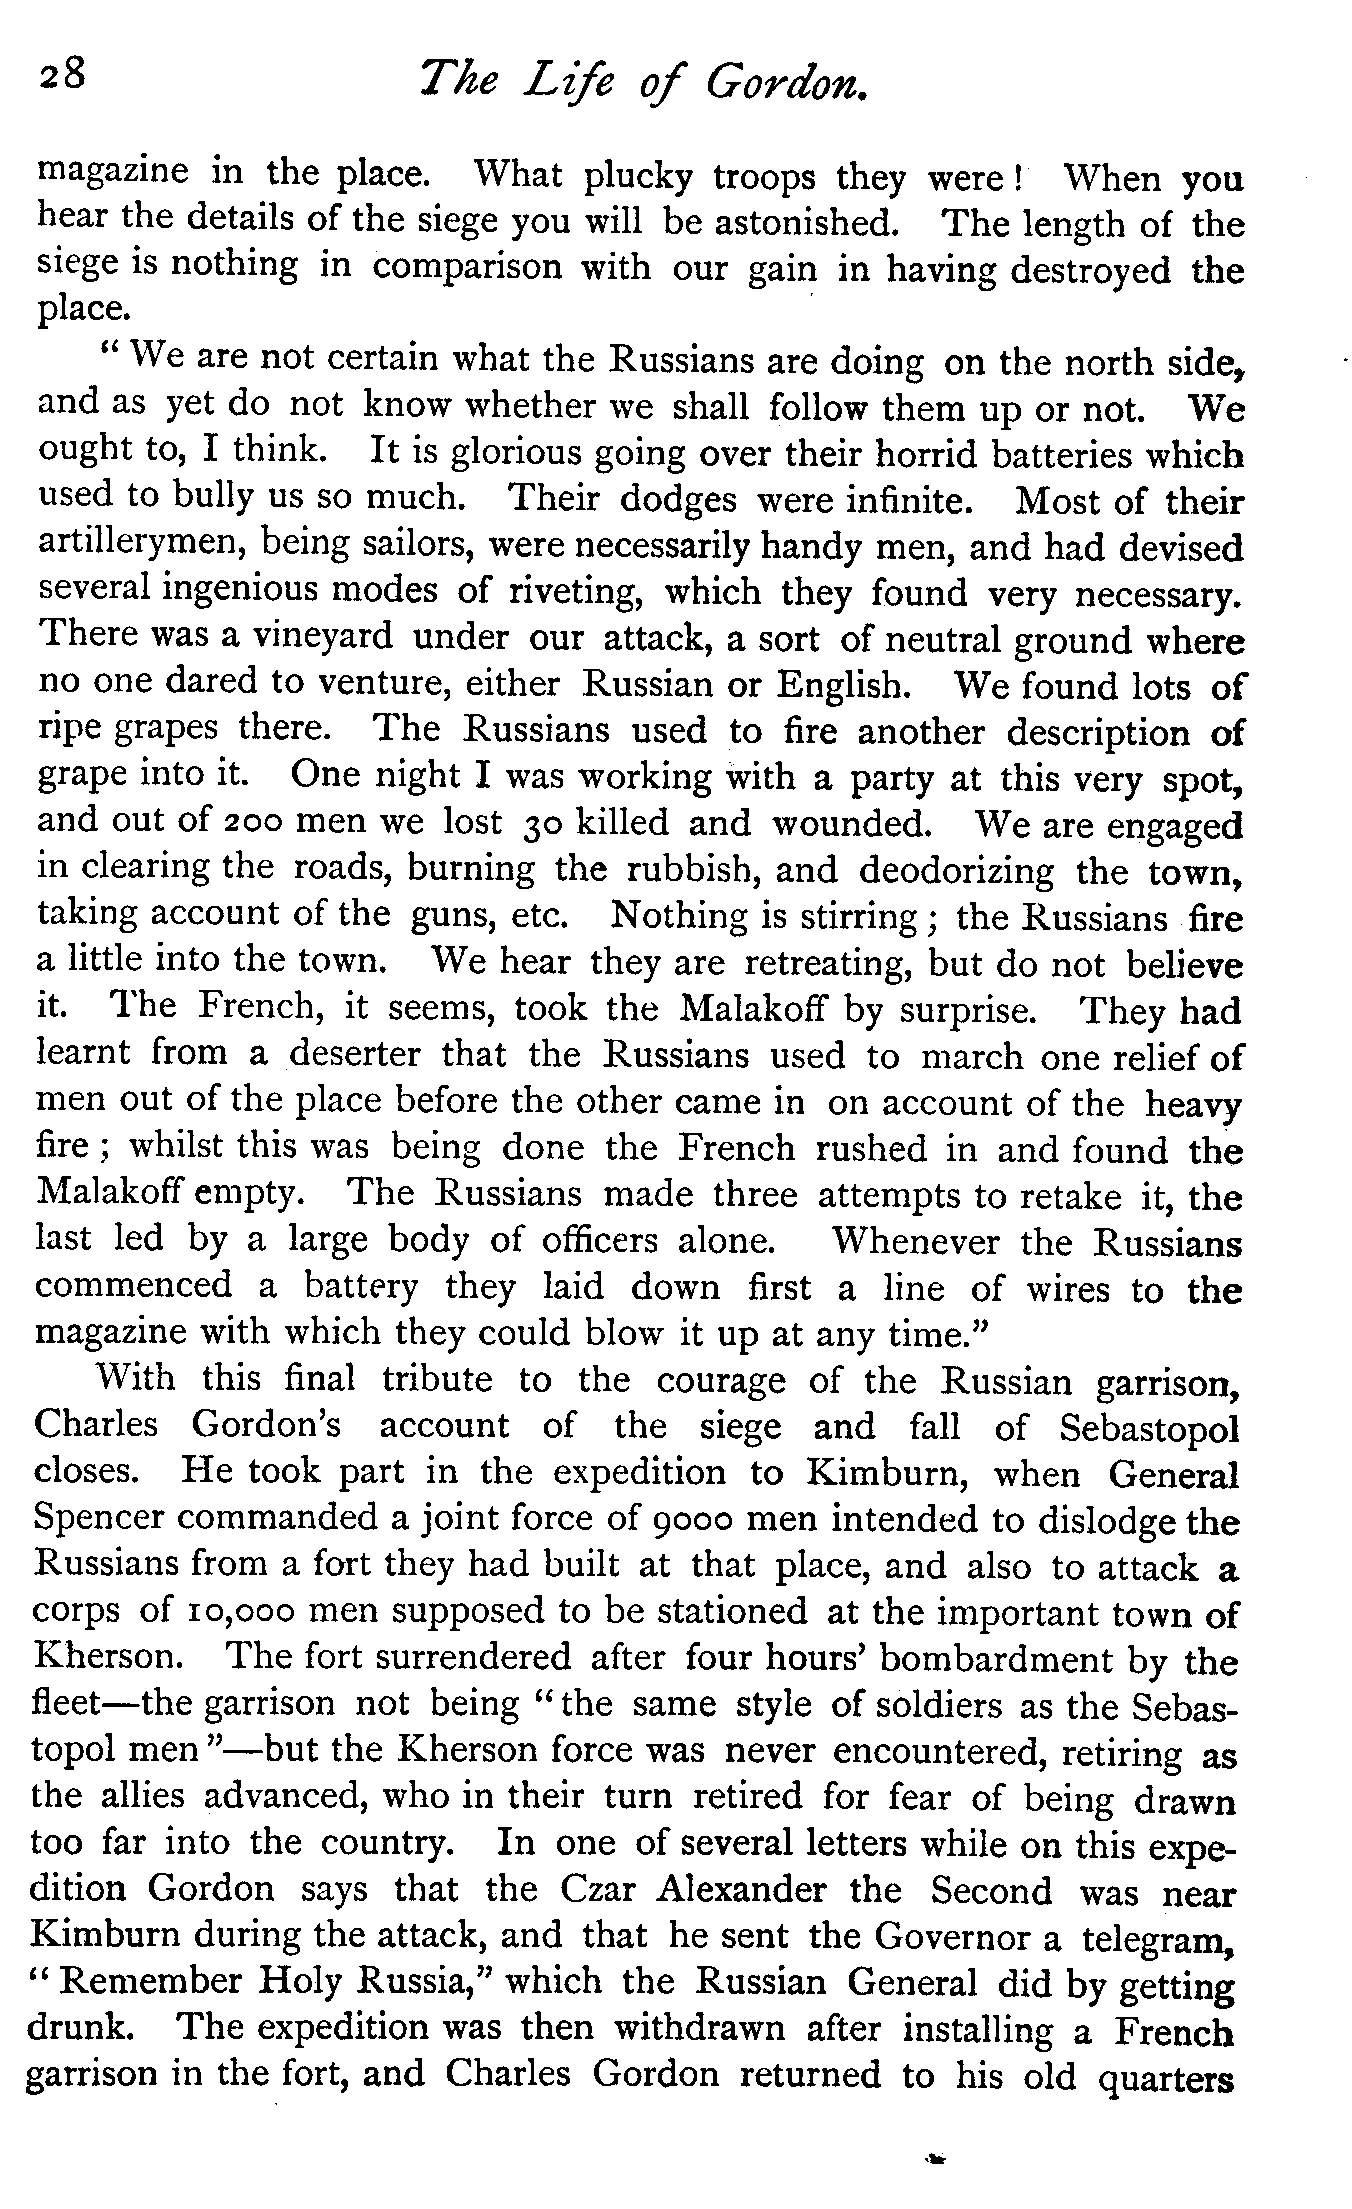 28 The Life of Gordon.
magazine in the place. What plucky troops they were! When you
hear the details of the siege you will be astonished. The length of the
siege is nothing in comparison with our gain in having destroyed the
place.
“We are not certain what the Russians are doing on the north side,
and as yet do not know whether we shall follow them up or not. We
ought to, I think. It is glorious going over their horrid batteries which
used to bully us so much. Their dodges were infinite. Most of their
artillerymen, being sailors, were necessarily handy men, and had devised
several ingenious modes of riveting, which they found very necessary.
There was a vineyard under our attack, a sort of neutral ground where
no one dared to venture, either Russian or English. We found lots of
ripe grapes there. The Russians used to fire another description of
grape into it. One night I was working with a party at this very spot,
and out of 200 men we lost 30 killed and wounded. We are engaged
in clearing the roads, burning the rubbish, and deodorizing the town,
taking account of the guns, etc. Nothing is stirring; the Russians fire
a little into the town. We hear they are retreating, but do not believe
it. The French, it seems, took the Malakoff by surprise. They had
learnt from a deserter that the Russians used to march one relief of
men out of the place before the other came in on account of the heavy
fire; whilst this was being done the French rushed in and found the
Malakoff empty. The Russians made three attempts to retake it, the
last led by a large body of officers alone. Whenever the Russians
commenced a battery they laid down first a line of wires to the
magazine with which they could blow it up at any time.”
With this final tribute to the courage of the Russian garrison,
Charles Gordon’s account of the siege and fall of Sebastopol
closes. He took part in the expedition to Kimburn, when General
Spencer commanded a joint force of 9000 men intended to dislodge the
Russians from a fort they had built at that place, and also to attack a
corps of 10,000 men supposed to be stationed at the important town of
Kherson. The fort surrendered after four hours’ bombardment by the
fleet—the garrison not being “the same style of soldiers as the Sebas-
topol men”—but the Kherson force was never encountered, retiring as
the allies advanced, who in their turn retired for fear of being drawn
too far into the country. In one of several letters while on this expe-
dition Gordon says that the Czar Alexander the Second was near
Kimburn during the attack, and that he sent the Governor a telegram,
“Remember Holy Russia,” which the Russian General did by getting
drunk. The expedition was then withdrawn after installing a French
garrison in the fort, and Charles Gordon returned to his old quarters